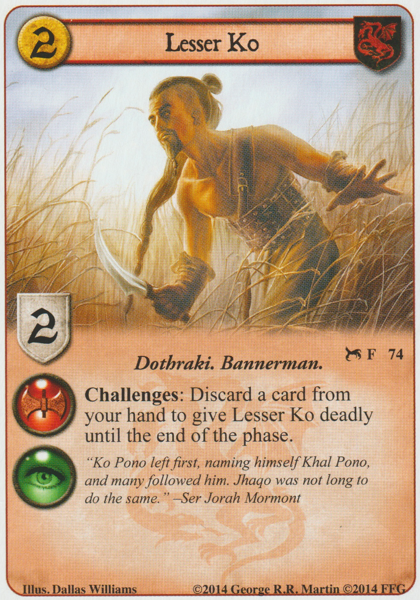 2
Lesser Ko
2
Dothraki. Bannerman.
F 74
Challenges: Discard a card from
your hand to give Lesser Ko deadly
until the end of the phase.
“Ko Pono left first, naming himself Khal Pono,
and many followed him. Jhaqo was not long to
do the same.” –Ser Jorah Mormont
Illus. Dallas Williams
©2014 George R.R. Martin ©2014 FFG